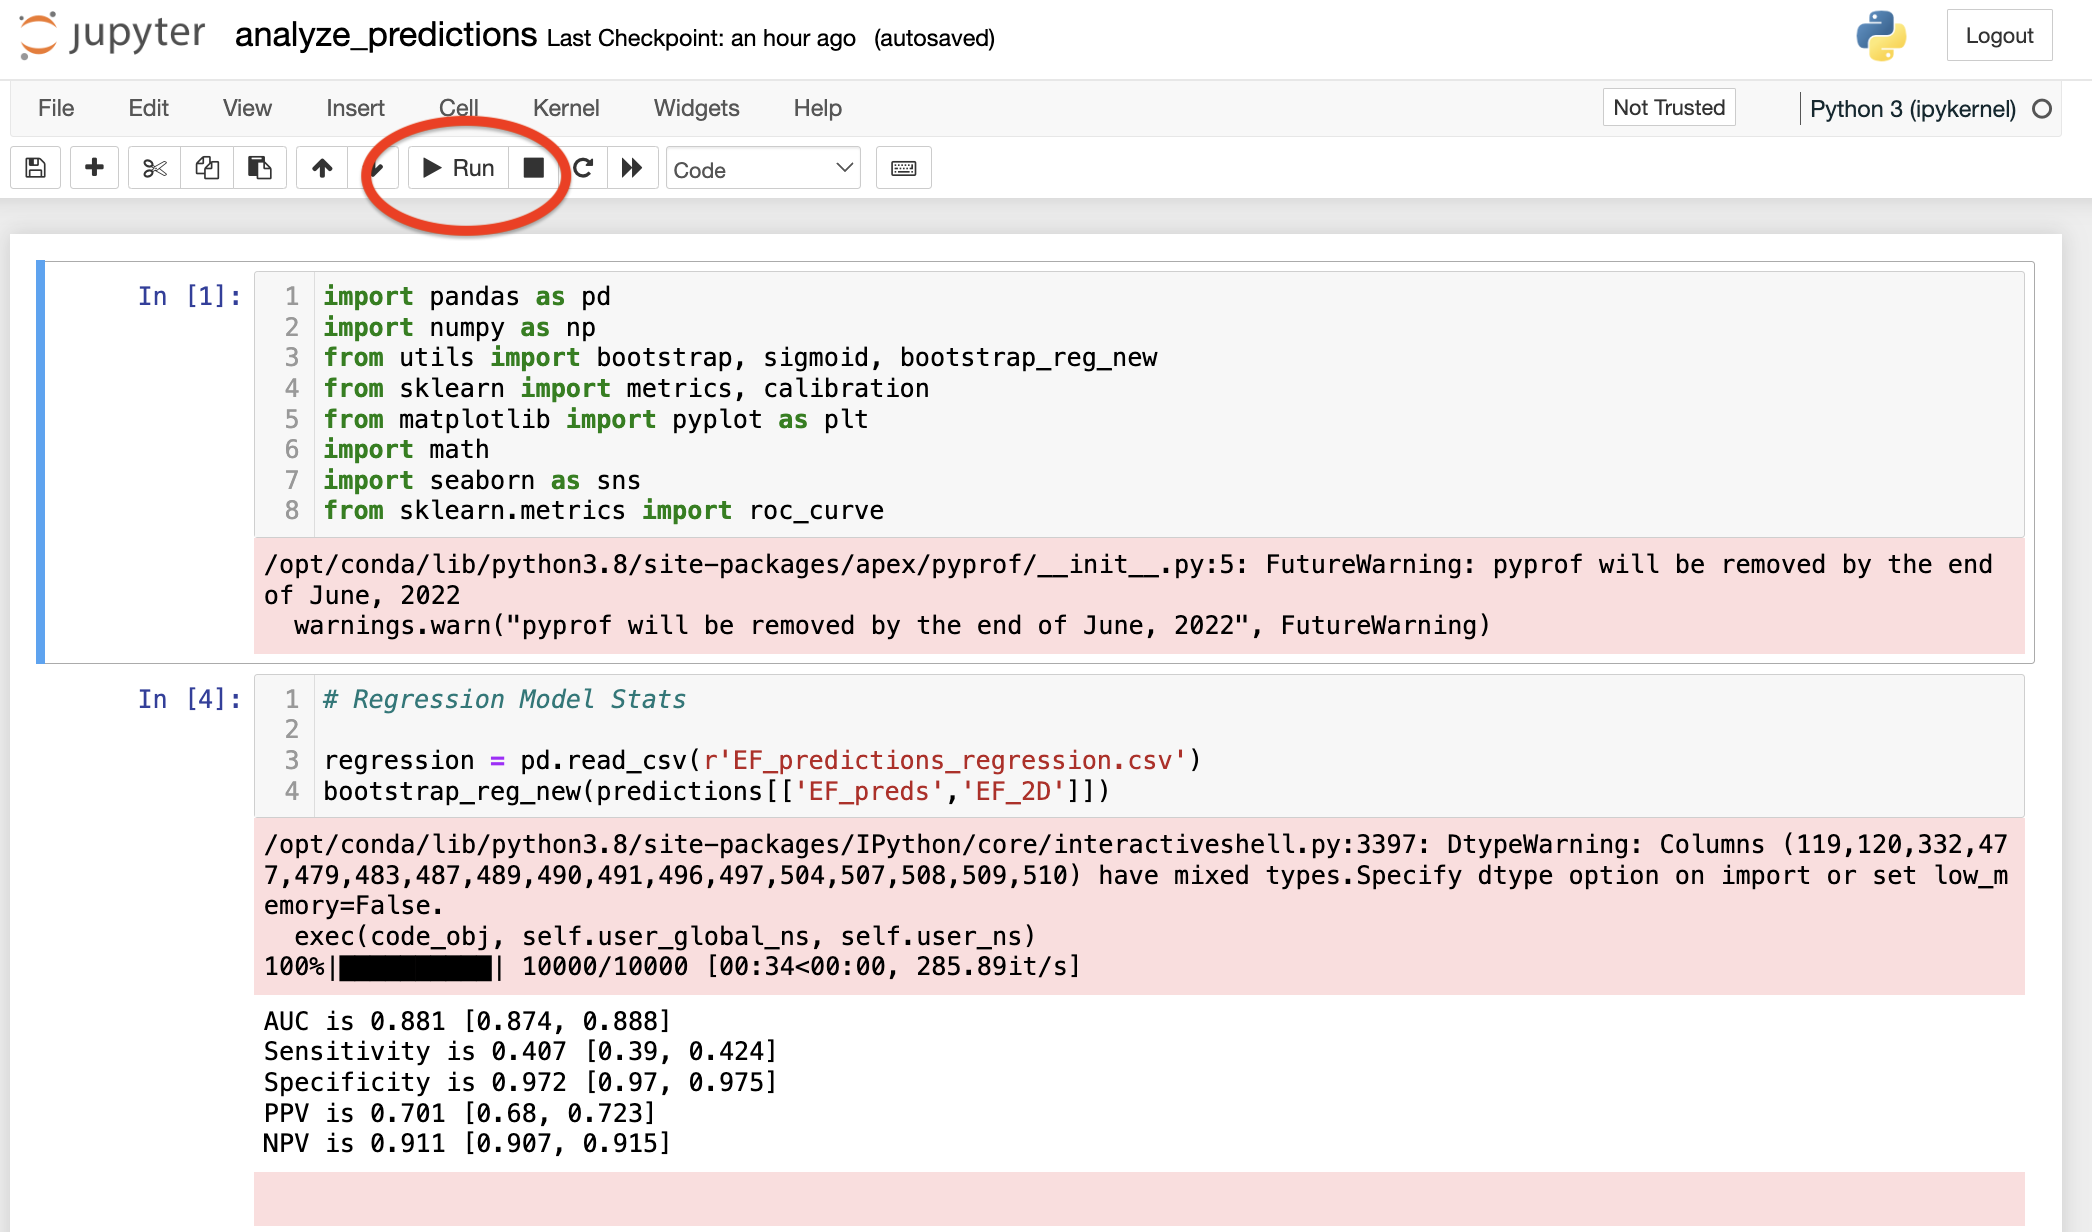 jupyter analyze_predictions Last Checkpoint: an hour ago (autosaved) Logout
File Edit View Insert Cell Kernel Widgets Help Not Trusted Python 3 (ipykernel)
Run Code
In [1]:
1 import pandas as pd
2 import numpy as np
3 from utils import bootstrap, sigmoid, bootstrap_reg_new
4 from sklearn import metrics, calibration
5 from matplotlib import pyplot as plt
6 import math
7 import seaborn as sns
8 from sklearn.metrics import roc_curve
/opt/conda/lib/python3.8/site-packages/apex/pyprof/__init__.py:5: FutureWarning: pyprof will be removed by the end
of June, 2022
  warnings.warn("pyprof will be removed by the end of June, 2022", FutureWarning)
In [4]:
1 # Regression Model Stats
2
3 regression = pd.read_csv(r'EF_predictions_regression.csv')
4 bootstrap_reg_new(predictions[['EF_preds','EF_2D']])
/opt/conda/lib/python3.8/site-packages/IPython/core/interactiveshell.py:3397: DtypeWarning: Columns (119,120,332,47
7,479,483,487,489,490,491,496,497,504,507,508,509,510) have mixed types.Specify dtype option on import or set low_m
emory=False.
  exec(code_obj, self.user_global_ns, self.user_ns)
100%|██████████| 10000/10000 [00:34<00:00, 285.89it/s]
AUC is 0.881 [0.874, 0.888]
Sensitivity is 0.407 [0.39, 0.424]
Specificity is 0.972 [0.97, 0.975]
PPV is 0.701 [0.68, 0.723]
NPV is 0.911 [0.907, 0.915]